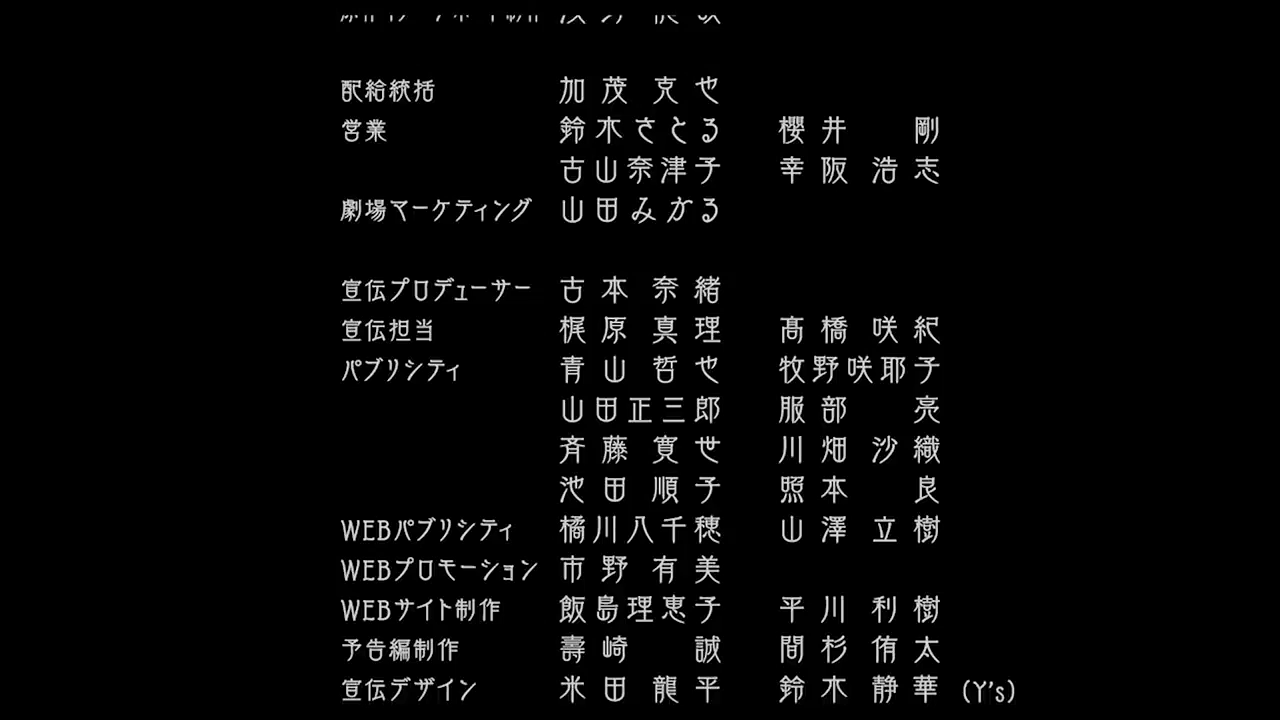 配給統括 加茂 克也
営業 鈴木さとる 櫻井 剛
古山奈津子 幸阪 浩志
劇場マーケティング 山田みかる
宣伝プロデューサー 古本 奈緒
宣伝担当 梶原 真理 髙橋 咲紀
パブリシティ 青山 哲也 牧野咲耶子
山田正三郎 服部 亮
斉藤 寛世 川畑 沙織
池田 順子 照本 良
WEBパブリシティ 橘川八千穂 山澤 立樹
WEBプロモーション 市野 有美
WEBサイト制作 飯島理恵子 平川 利樹
予告編制作 壽崎 誠 間杉 侑太
宣伝デザイン 米田 龍平 鈴木 静華 (Y's)